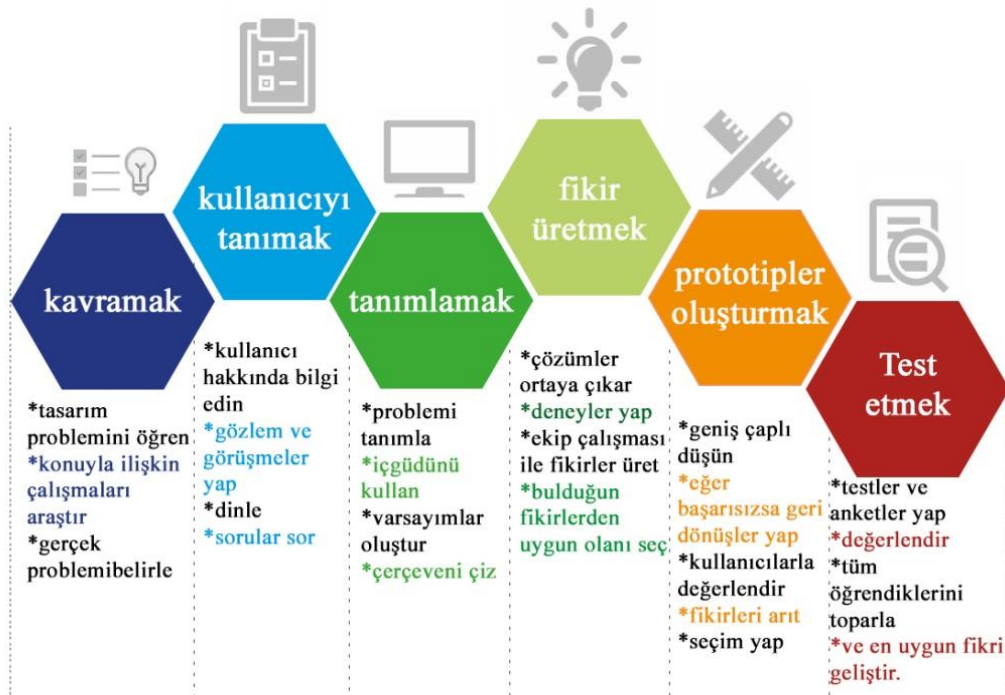 kavramak
*tasarım
problemini öğren
*konuyla ilişkin
çalışmaları
araştır
*gerçek
problemibelirle
kullanıcıyı
tanımak
*kullanıcı
hakkında bilgi
edin
*gözlem ve
görüşmeler
yap
*dinle
*sorular sor
tanımlamak
*problemi
tanımla
*içgüdünü
kullan
*varsayımlar
oluştur
*çerçeveni çiz
fikir
üretmek
*çözümler
ortaya çıkar
*deneyler yap
*ekip çalışması
ile fikirler üret
*bulduğun
fikirlerden
uygun olanı seç
prototipler
oluşturmak
*geniş çaplı
düşün
*eğer
başarısızsa geri
dönüşler yap
*kullanıcılarla
değerlendir
*fikirleri arıt
*seçim yap
Test
etmek
*testler ve
anketler yap
*değerlendir
*tüm
öğrendiklerini
toparla
*ve en uygun fikri
geliştir.